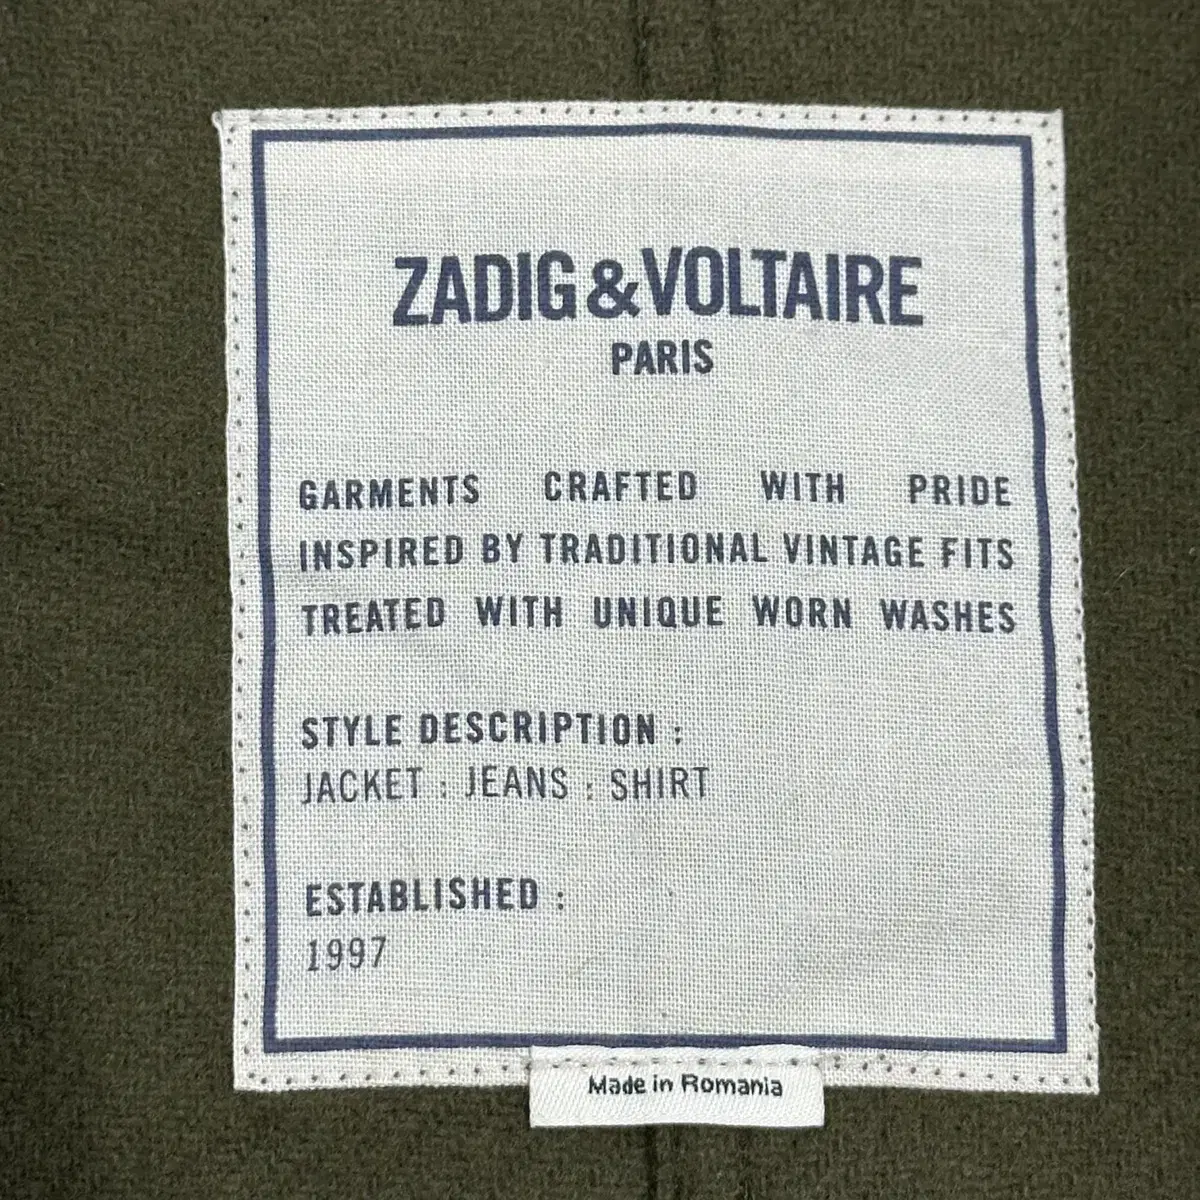 ZADIG&VOLTAIRE
PARIS
GARMENTS CRAFTED WITH PRIDE
INSPIRED BY TRADITIONAL VINTAGE FITS
TREATED WITH UNIQUE WORN WASHES
STYLE DESCRIPTION :
JACKET : JEANS : SHIRT
ESTABLISHED :
1997
Made in Romania